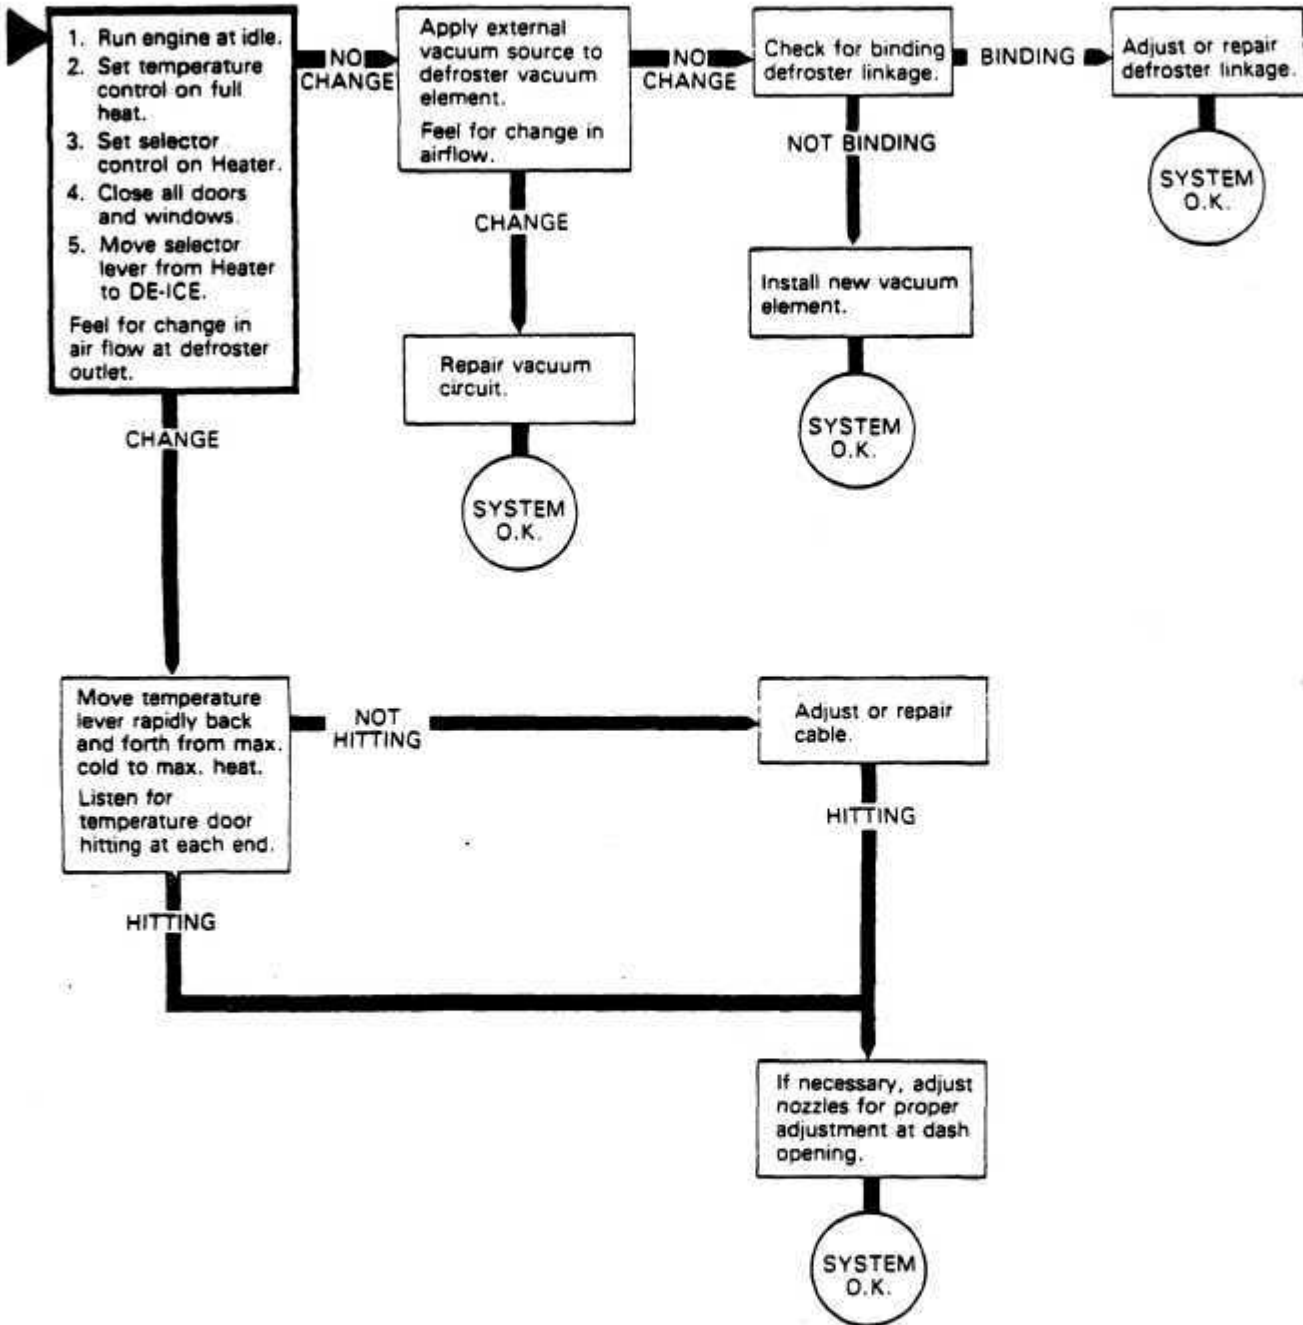 1. Run engine at idle.
2. Set temperature
control on full
heat.
3. Set selector
control on Heater.
4. Close all doors
and windows.
5. Move selector
lever from Heater
to DE-ICE.
Feel for change in
air flow at defroster
outlet.
NO
CHANGE
Apply external
vacuum source to
defroster vacuum
element.
Feel for change in
airflow.
NO
CHANGE
Check for binding
defroster linkage.
BINDING
Adjust or repair
defroster linkage.
SYSTEM
O.K.
NOT BINDING
Install new vacuum
element.
SYSTEM
O.K.
CHANGE
Repair vacuum
circuit.
SYSTEM
O.K.
CHANGE
Move temperature
lever rapidly back
and forth from max.
cold to max. heat.
Listen for
temperature door
hitting at each end.
NOT
HITTING
Adjust or repair
cable.
HITTING
HITTING
If necessary, adjust
nozzles for proper
adjustment at dash
opening.
SYSTEM
O.K.